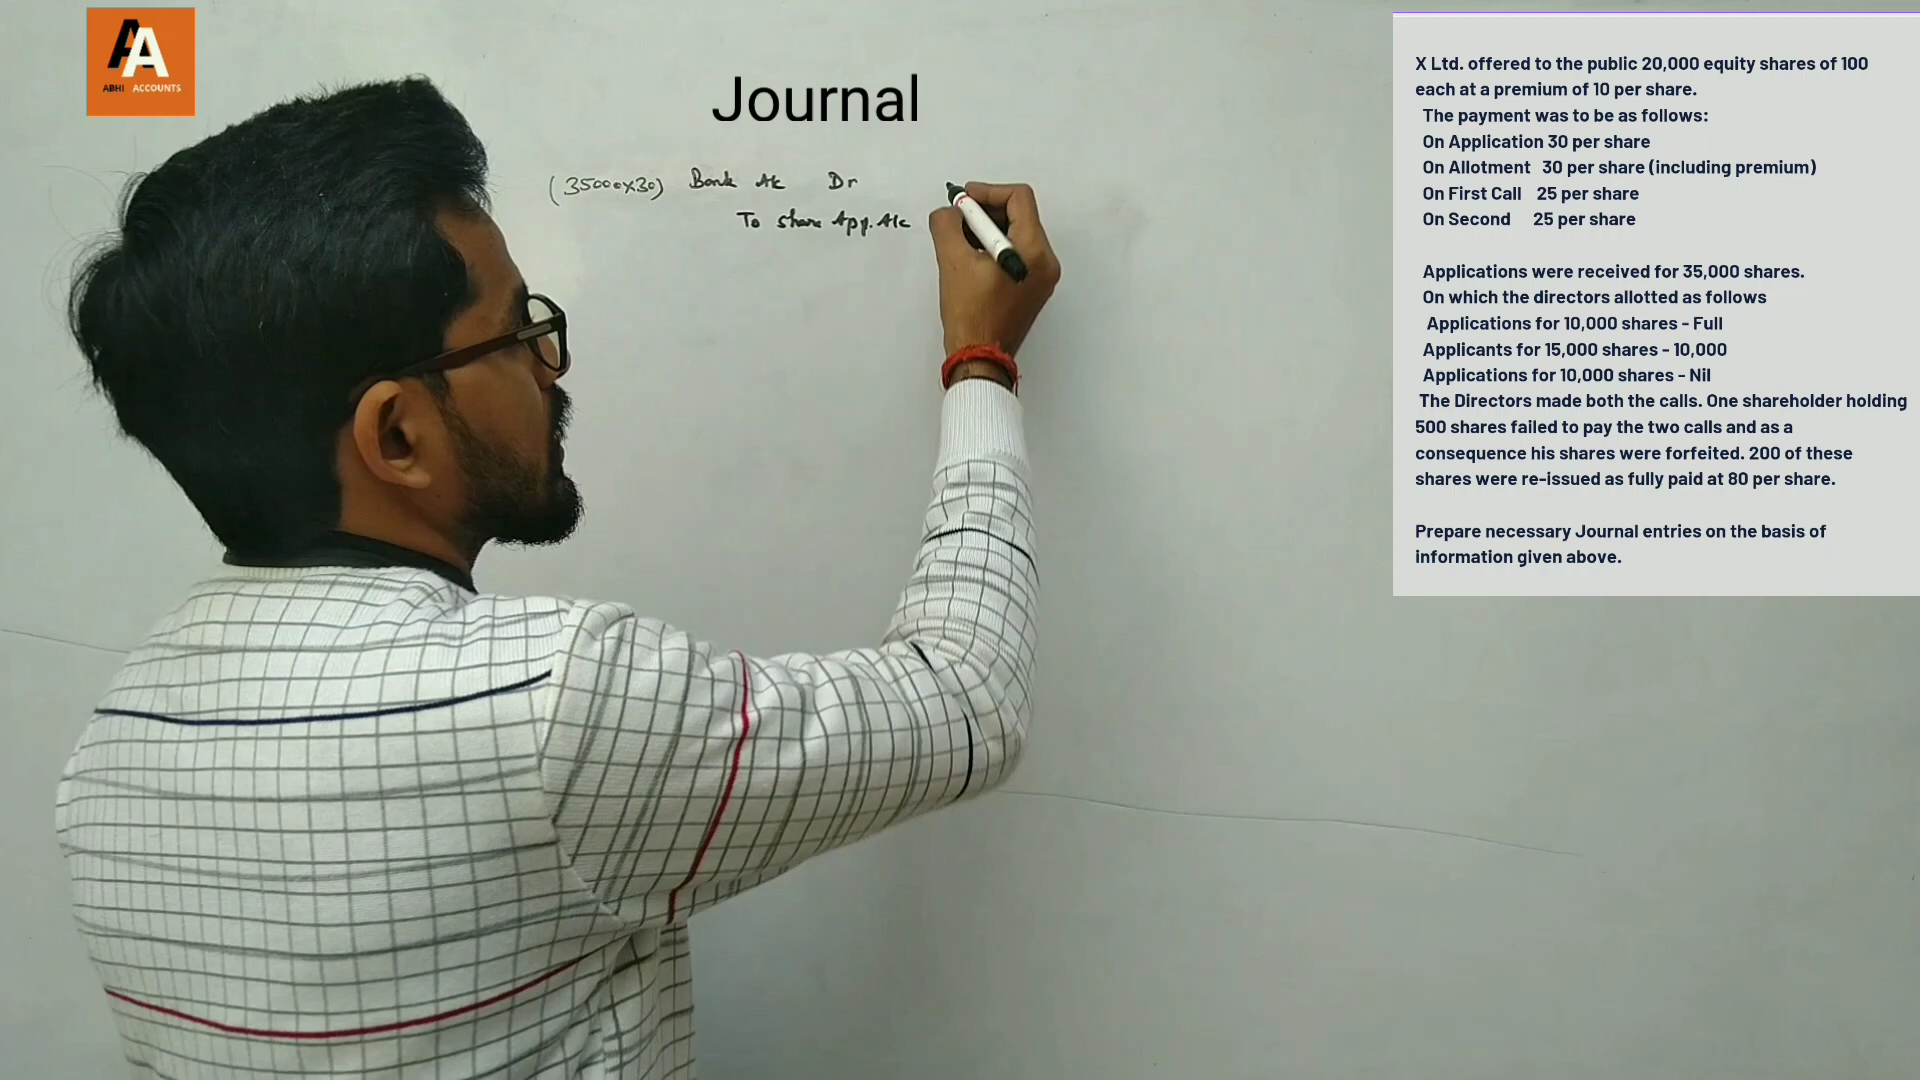 AA
ABHI ACCOUNTS
Journal
(35000x30) Bank A/c Dr
To share App. A/c
X Ltd. offered to the public 20,000 equity shares of 100
each at a premium of 10 per share.
The payment was to be as follows:
On Application 30 per share
On Allotment 30 per share (including premium)
On First Call 25 per share
On Second 25 per share
Applications were received for 35,000 shares.
On which the directors allotted as follows
Applications for 10,000 shares - Full
Applicants for 15,000 shares - 10,000
Applications for 10,000 shares - Nil
The Directors made both the calls. One shareholder holding
500 shares failed to pay the two calls and as a
consequence his shares were forfeited. 200 of these
shares were re-issued as fully paid at 80 per share.
Prepare necessary Journal entries on the basis of
information given above.